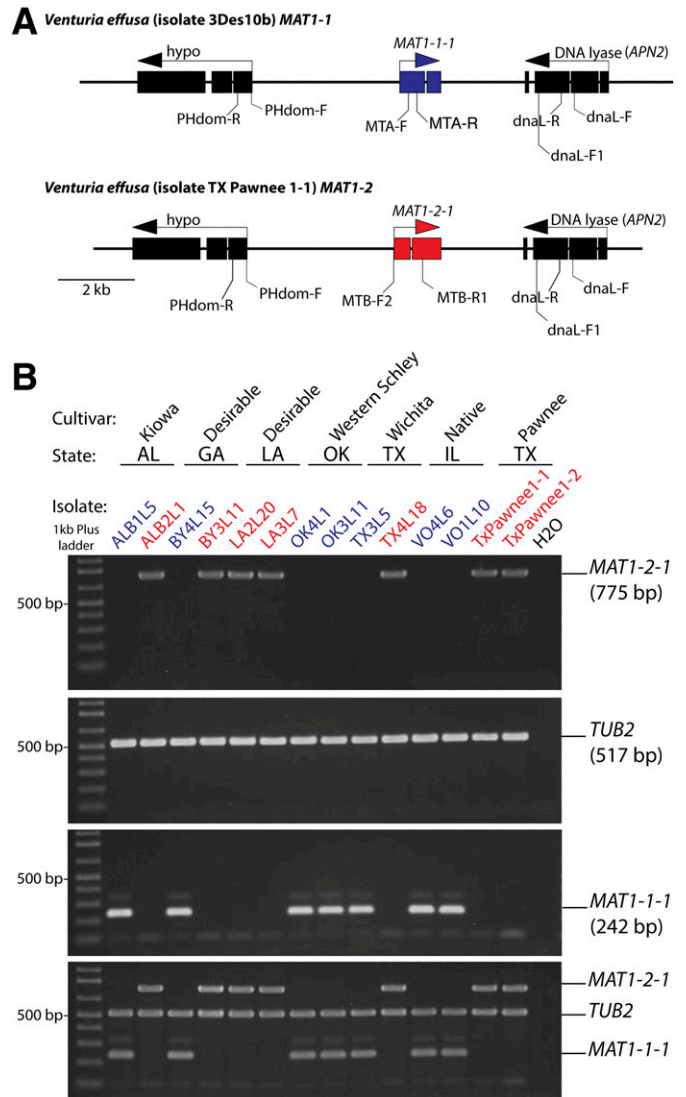 A
Venturia effusa (isolate 3Des10b) MAT1-1
hypo
MAT1-1-1
DNA lyase (APN2)
PHdom-R
PHdom-F
MTA-F
MTA-R
dnaL-R
dnaL-F
dnaL-F1
Venturia effusa (isolate TX Pawnee 1-1) MAT1-2
hypo
MAT1-2-1
DNA lyase (APN2)
2 kb
PHdom-R
PHdom-F
MTB-F2
MTB-R1
dnaL-R
dnaL-F
dnaL-F1
B
Cultivar: Kiowa Desirable Desirable Western Schley Wichita Native Pawnee
State: AL GA LA OK TX IL TX
Isolate:
1kb Plus
ladder
ALB1L5 ALB2L1 BY4L15 BY3L11 LA2L20 LA3L7 OK4L1 OK3L11 TX3L5 TX4L18 VO4L6 VO1L10 TxPawnee1-1 TxPawnee1-2 H2O
500 bp
MAT1-2-1
(775 bp)
500 bp
TUB2
(517 bp)
500 bp
MAT1-1-1
(242 bp)
MAT1-2-1
500 bp
TUB2
MAT1-1-1